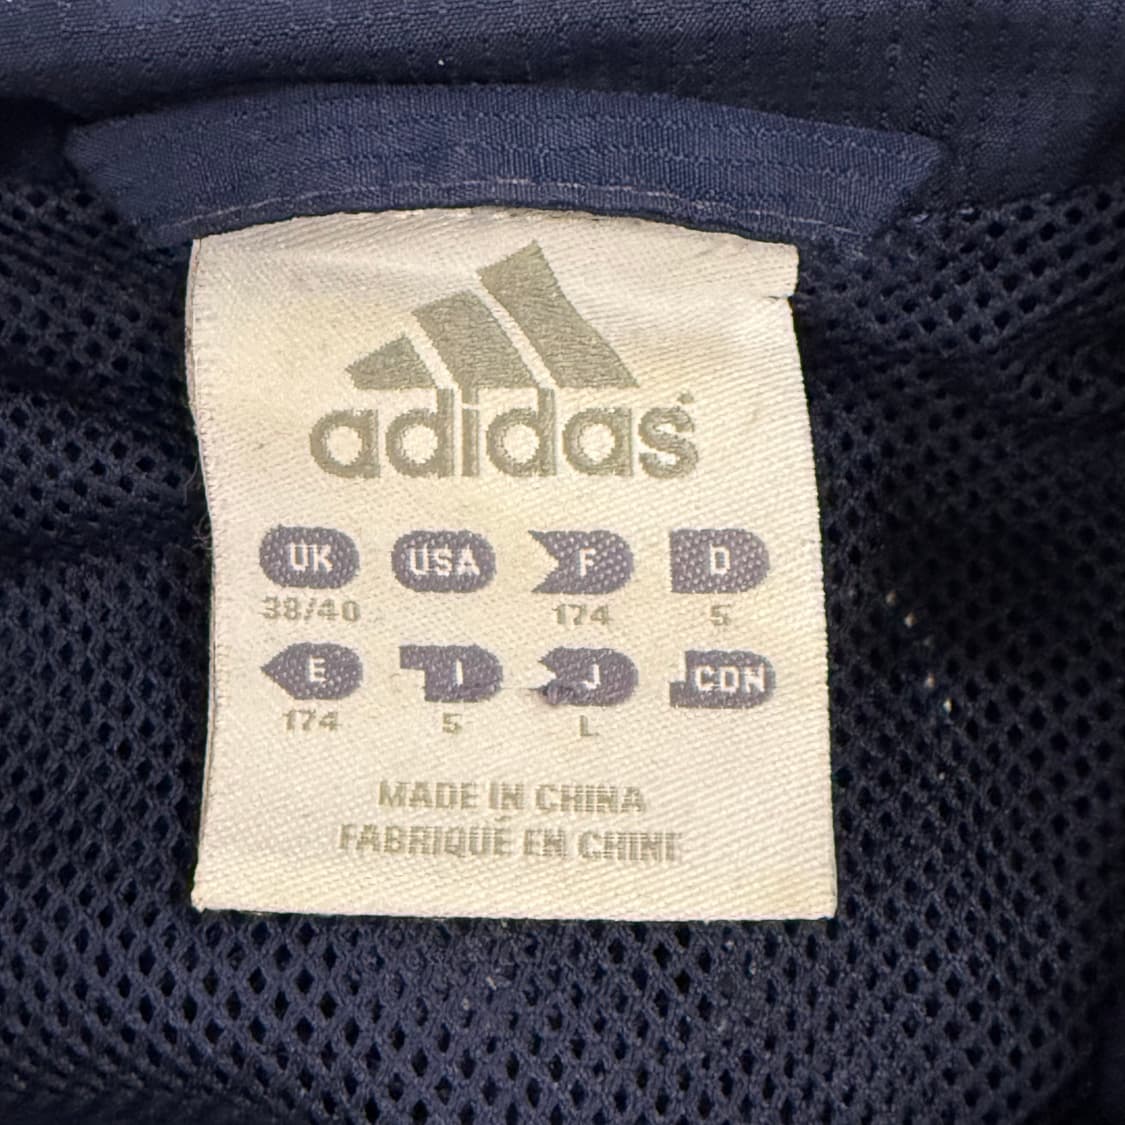 adidas
UK USA F D
38/40 174 5
E I J CDN
174 5 L
MADE IN CHINA
FABRIQUÉ EN CHINE